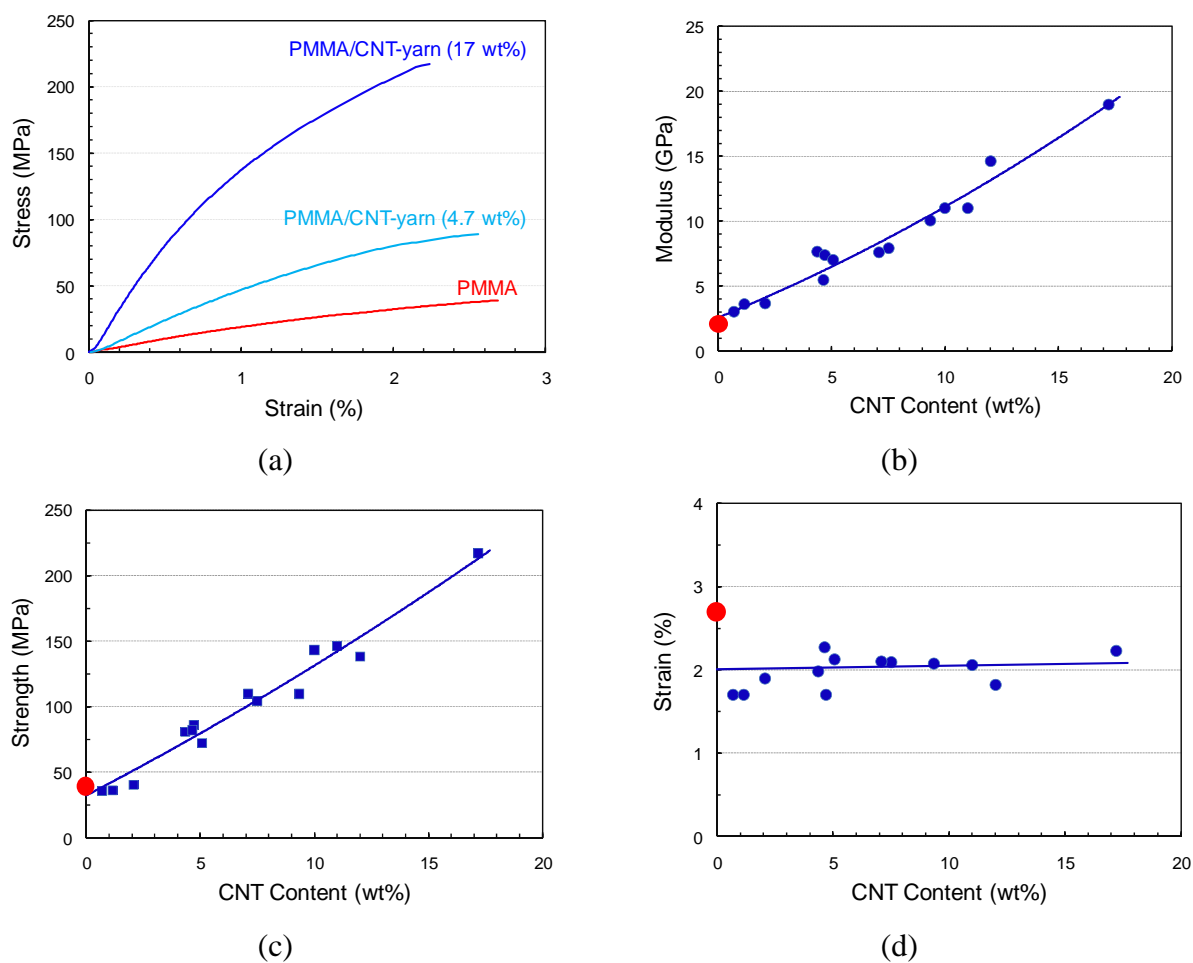 250
200
150
100
50
0
Stress (MPa)
PMMA/CNT-yarn (17 wt%)
PMMA/CNT-yarn (4.7 wt%)
PMMA
0 1 2 3
Strain (%)
(a)
25
20
15
10
5
0
Modulus (GPa)
0 5 10 15 20
CNT Content (wt%)
(b)
250
200
150
100
50
0
Strength (MPa)
0 5 10 15 20
CNT Content (wt%)
(c)
4
3
2
1
0
Strain (%)
0 5 10 15 20
CNT Content (wt%)
(d)